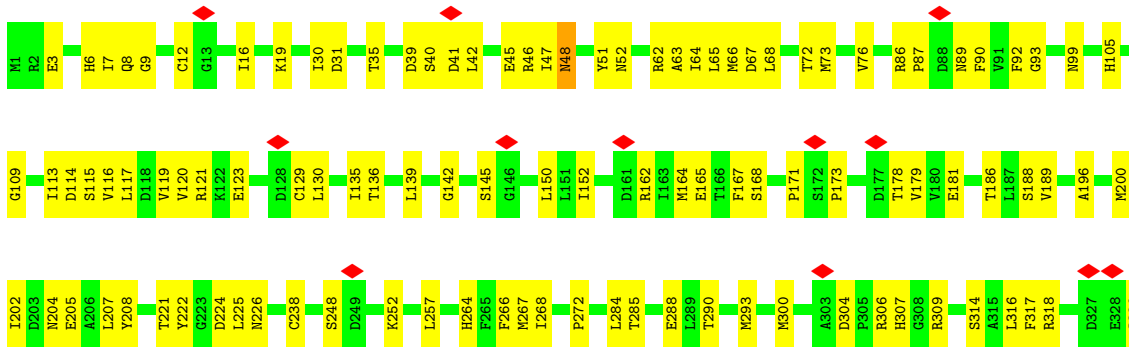 M1 R2 E3 H6 I7 Q8 G9 C12 G13 I16 K19 I30 D31 T35 D39 S40 D41 L42 E45 R46 I47 N48 Y51 N52 R62 A63 I64 L65 M66 D67 L68 T72 M73 V76 R86 P87 D88 N89 F90 V91 F92 G93 N99 H105
G109 I113 D114 S115 V116 L117 D118 V119 V120 R121 K122 E123 D128 C129 L130 I135 T136 L139 G142 S145 G146 L150 L151 I152 D161 R162 I163 M164 E165 T166 F167 S168 P171 S172 P173 D177 T178 V179 V180 E181 T186 L187 S188 V189 A196 M200
I202 D203 N204 E205 A206 L207 Y208 T221 Y222 G223 D224 L225 N226 C238 S248 D249 K252 L257 H264 F265 F266 M267 I268 P272 L284 T285 E288 L289 T290 M293 M300 A303 D304 P305 R306 H307 G308 R309 S314 A315 L316 F317 R318 D327 E328